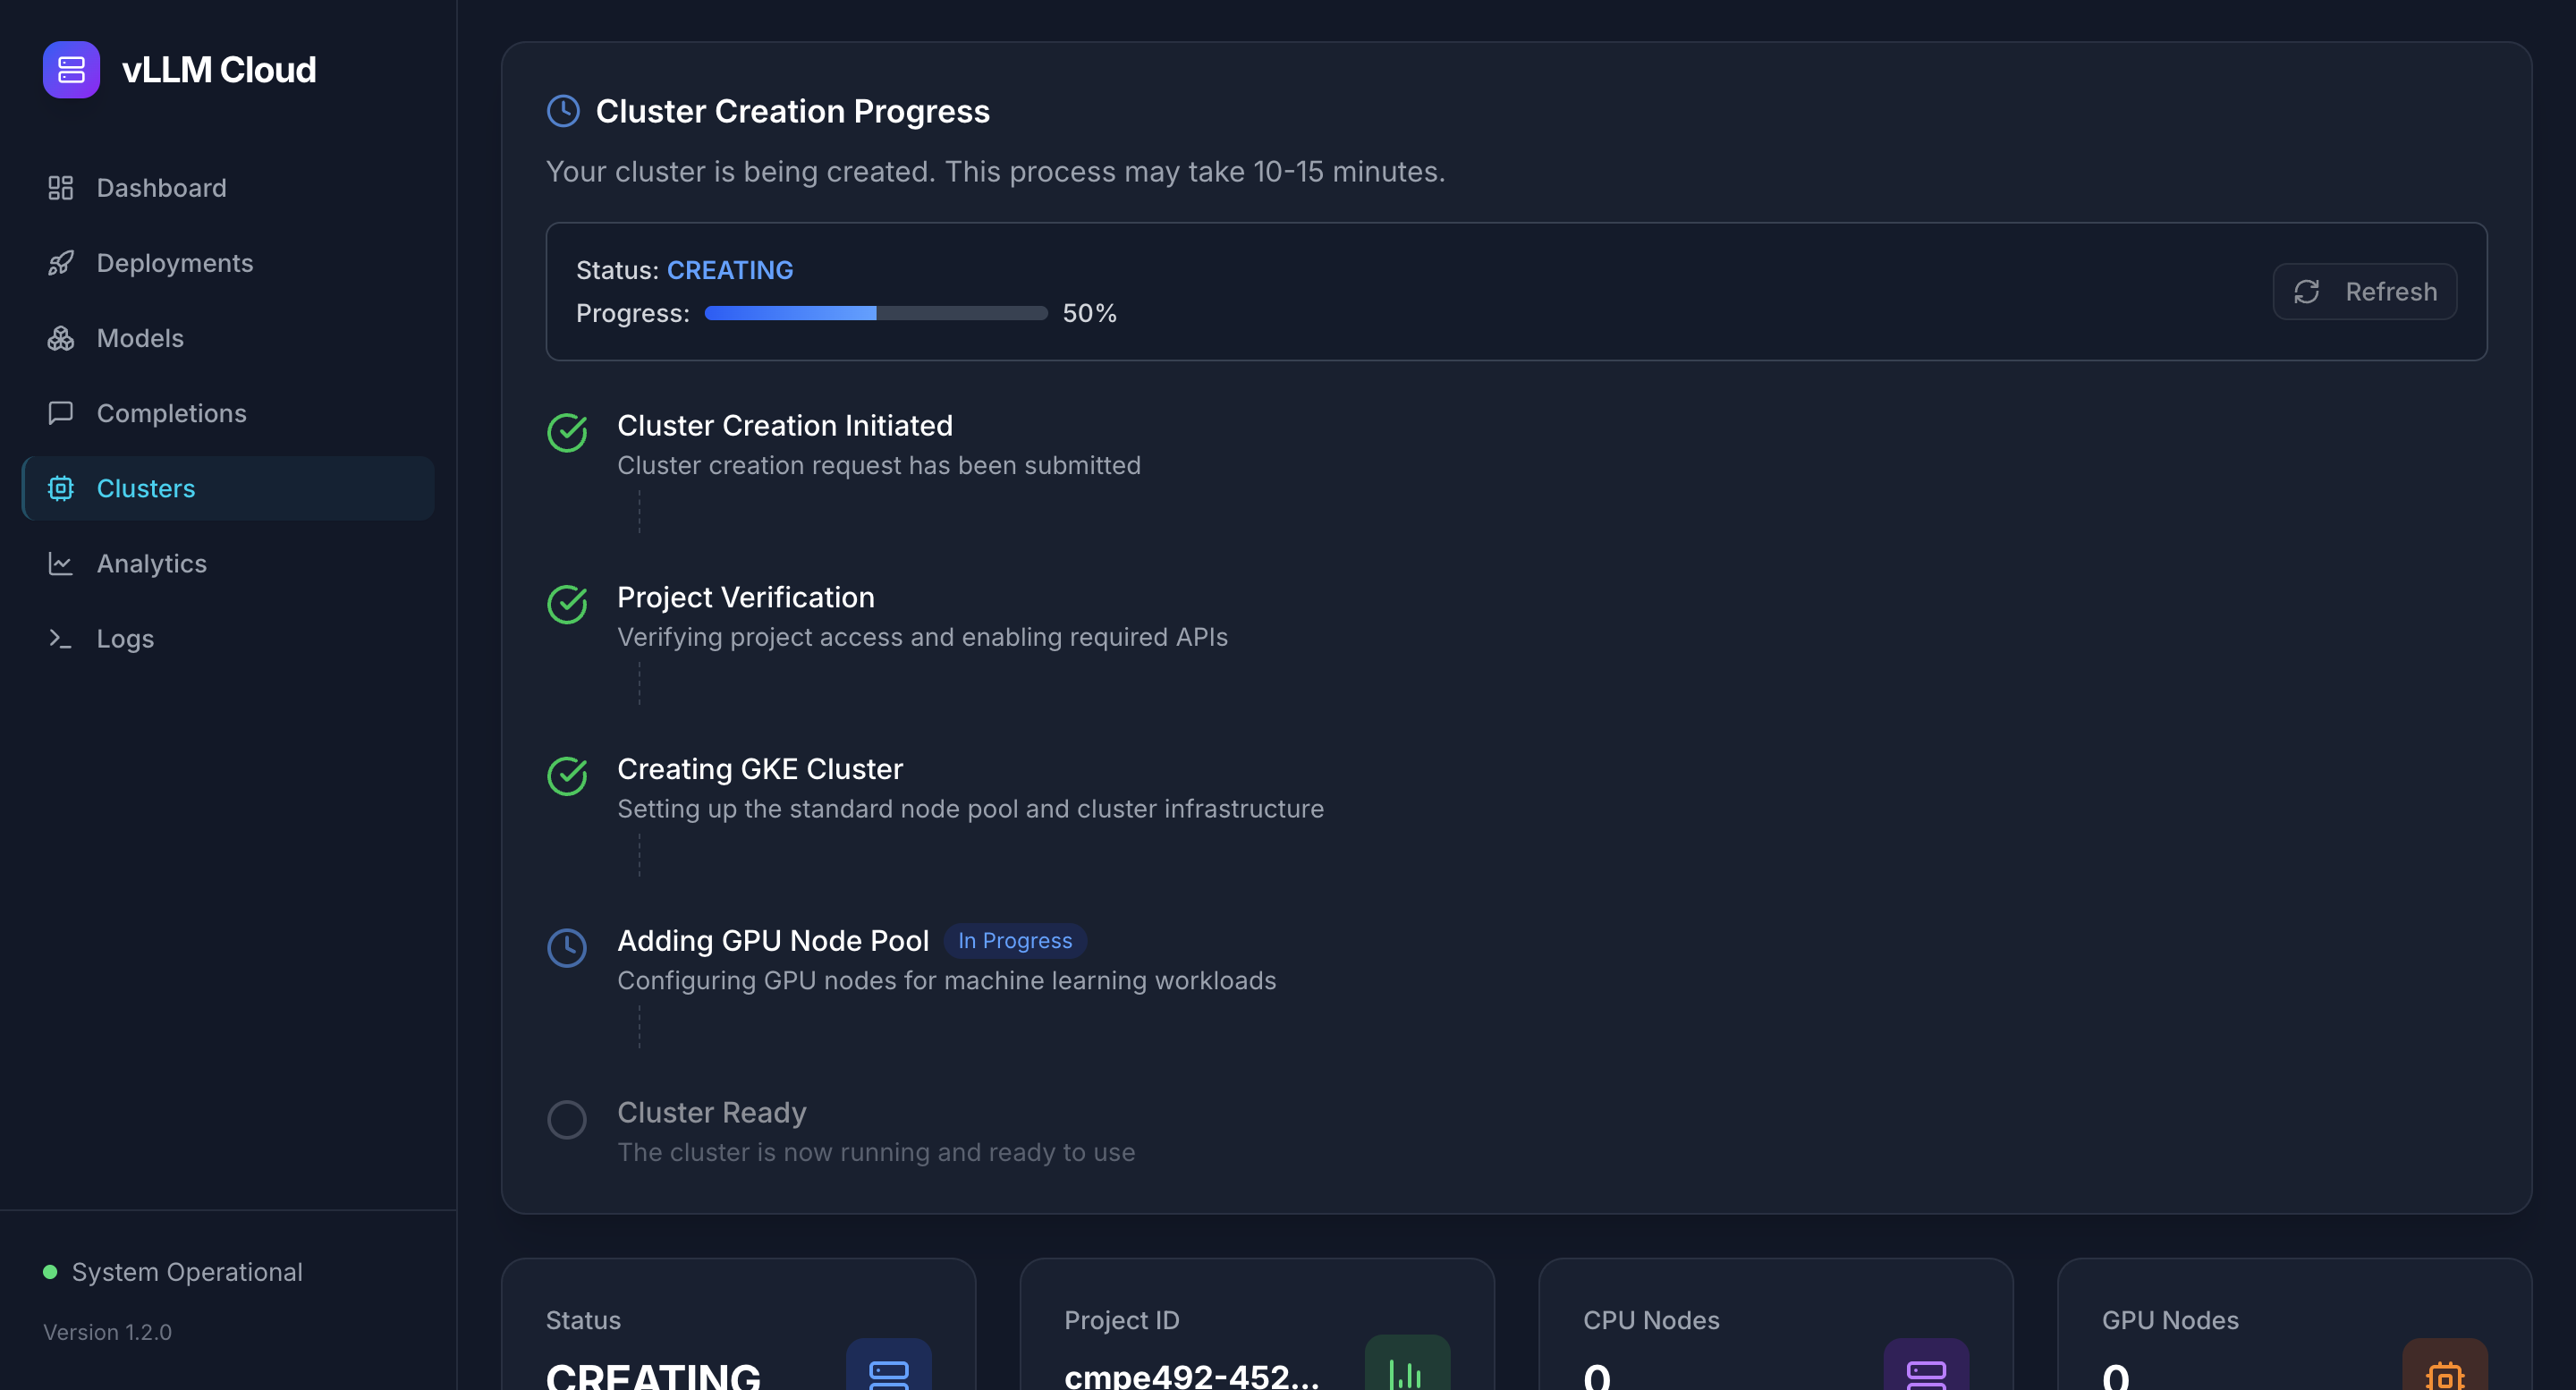 vLLM Cloud
Dashboard
Deployments
Models
Completions
Clusters
Analytics
Logs
System Operational
Version 1.2.0
Cluster Creation Progress
Your cluster is being created. This process may take 10-15 minutes.
Status: CREATING
Progress: 50%
Refresh
Cluster Creation Initiated
Cluster creation request has been submitted
Project Verification
Verifying project access and enabling required APIs
Creating GKE Cluster
Setting up the standard node pool and cluster infrastructure
Adding GPU Node Pool In Progress
Configuring GPU nodes for machine learning workloads
Cluster Ready
The cluster is now running and ready to use
Status
CREATING
Project ID
cmpe492-452...
CPU Nodes
0
GPU Nodes
0